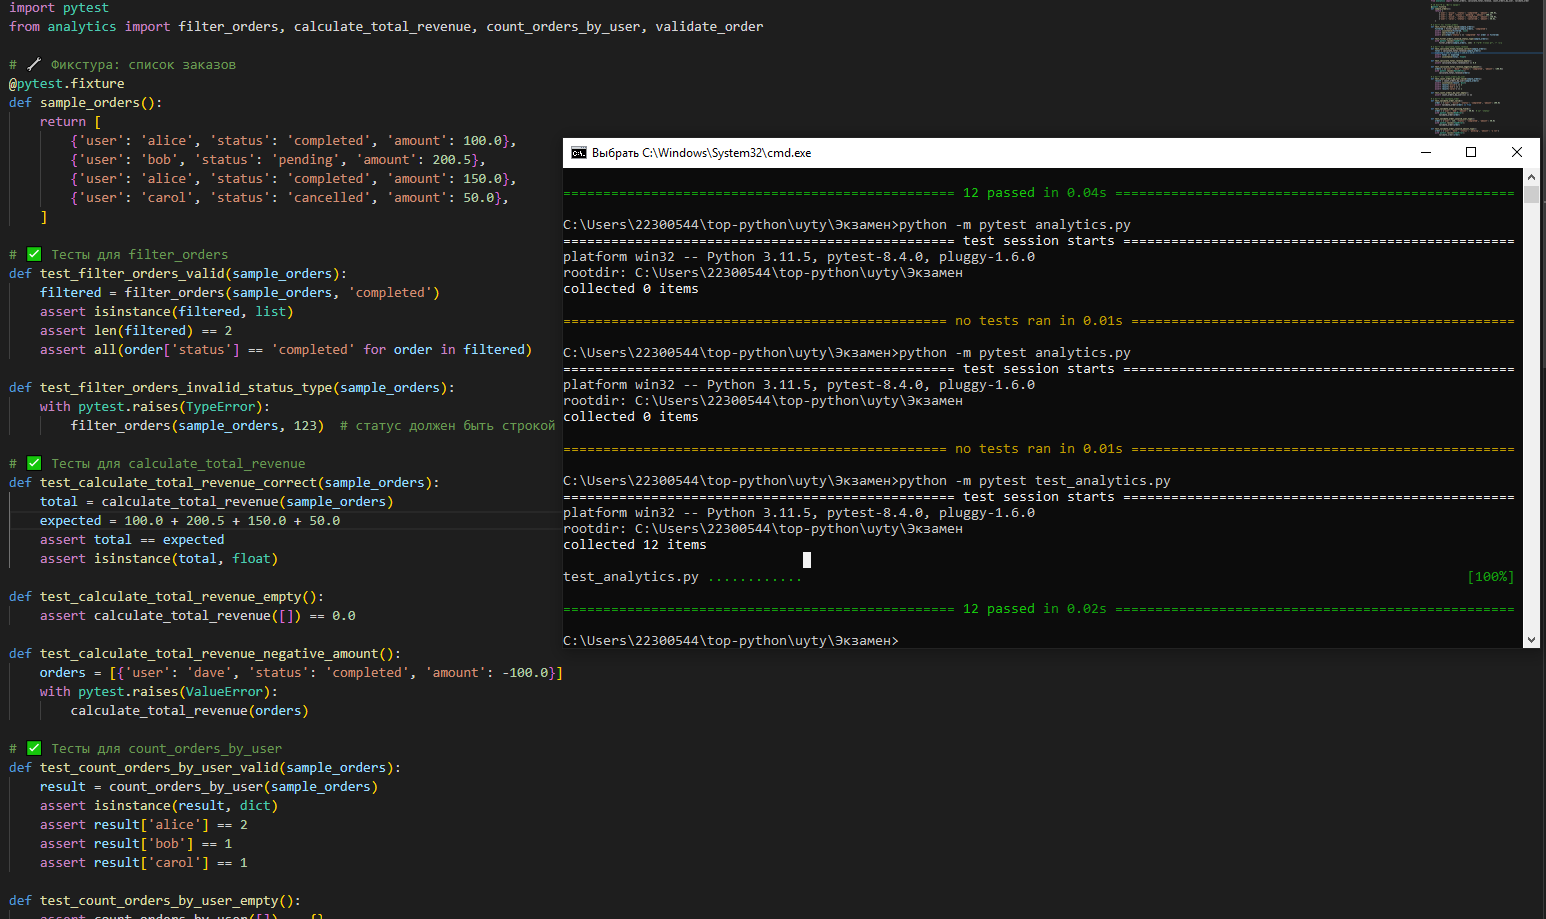 import pytest
from analytics import filter_orders, calculate_total_revenue, count_orders_by_user, validate_order
# 🔧 Фикстура: список заказов
@pytest.fixture
def sample_orders():
    return [
        {'user': 'alice', 'status': 'completed', 'amount': 100.0},
        {'user': 'bob', 'status': 'pending', 'amount': 200.5},
        {'user': 'alice', 'status': 'completed', 'amount': 150.0},
        {'user': 'carol', 'status': 'cancelled', 'amount': 50.0},
    ]
# ✅ Тесты для filter_orders
def test_filter_orders_valid(sample_orders):
    filtered = filter_orders(sample_orders, 'completed')
    assert isinstance(filtered, list)
    assert len(filtered) == 2
    assert all(order['status'] == 'completed' for order in filtered)
def test_filter_orders_invalid_status_type(sample_orders):
    with pytest.raises(TypeError):
        filter_orders(sample_orders, 123)  # статус должен быть строкой
# ✅ Тесты для calculate_total_revenue
def test_calculate_total_revenue_correct(sample_orders):
    total = calculate_total_revenue(sample_orders)
    expected = 100.0 + 200.5 + 150.0 + 50.0
    assert total == expected
    assert isinstance(total, float)
def test_calculate_total_revenue_empty():
    assert calculate_total_revenue([]) == 0.0
def test_calculate_total_revenue_negative_amount():
    orders = [{'user': 'dave', 'status': 'completed', 'amount': -100.0}]
    with pytest.raises(ValueError):
        calculate_total_revenue(orders)
# ✅ Тесты для count_orders_by_user
def test_count_orders_by_user_valid(sample_orders):
    result = count_orders_by_user(sample_orders)
    assert isinstance(result, dict)
    assert result['alice'] == 2
    assert result['bob'] == 1
    assert result['carol'] == 1
def test_count_orders_by_user_empty():
Выбрать C:\Windows\System32\cmd.exe
12 passed in 0.04s
C:\Users\22300544\top-python\uyty\Экзамен>python -m pytest analytics.py
test session starts
platform win32 -- Python 3.11.5, pytest-8.4.0, pluggy-1.6.0
rootdir: C:\Users\22300544\top-python\uyty\Экзамен
collected 0 items
no tests ran in 0.01s
C:\Users\22300544\top-python\uyty\Экзамен>python -m pytest analytics.py
test session starts
platform win32 -- Python 3.11.5, pytest-8.4.0, pluggy-1.6.0
rootdir: C:\Users\22300544\top-python\uyty\Экзамен
collected 0 items
no tests ran in 0.01s
C:\Users\22300544\top-python\uyty\Экзамен>python -m pytest test_analytics.py
test session starts
platform win32 -- Python 3.11.5, pytest-8.4.0, pluggy-1.6.0
rootdir: C:\Users\22300544\top-python\uyty\Экзамен
collected 12 items
test_analytics.py ............ [100%]
12 passed in 0.02s
C:\Users\22300544\top-python\uyty\Экзамен>